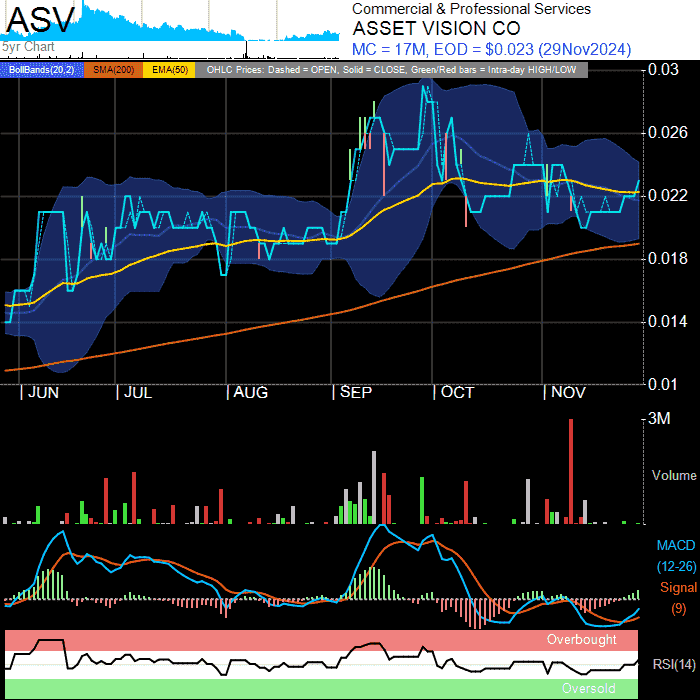 ASV
5yr Chart
Commercial & Professional Services
ASSET VISION CO
MC = 17M, EOD = $0.023 (29Nov2024)
BollBands(20,2) SMA(200) EMA(50) OHLC Prices: Dashed = OPEN, Solid = CLOSE, Green/Red bars = Intra-day HIGH/LOW
0.03
0.026
0.022
0.018
0.014
0.01
JUN JUL AUG SEP OCT NOV
3M
Volume
MACD
(12-26)
Signal
(9)
Overbought
RSI(14)
Oversold